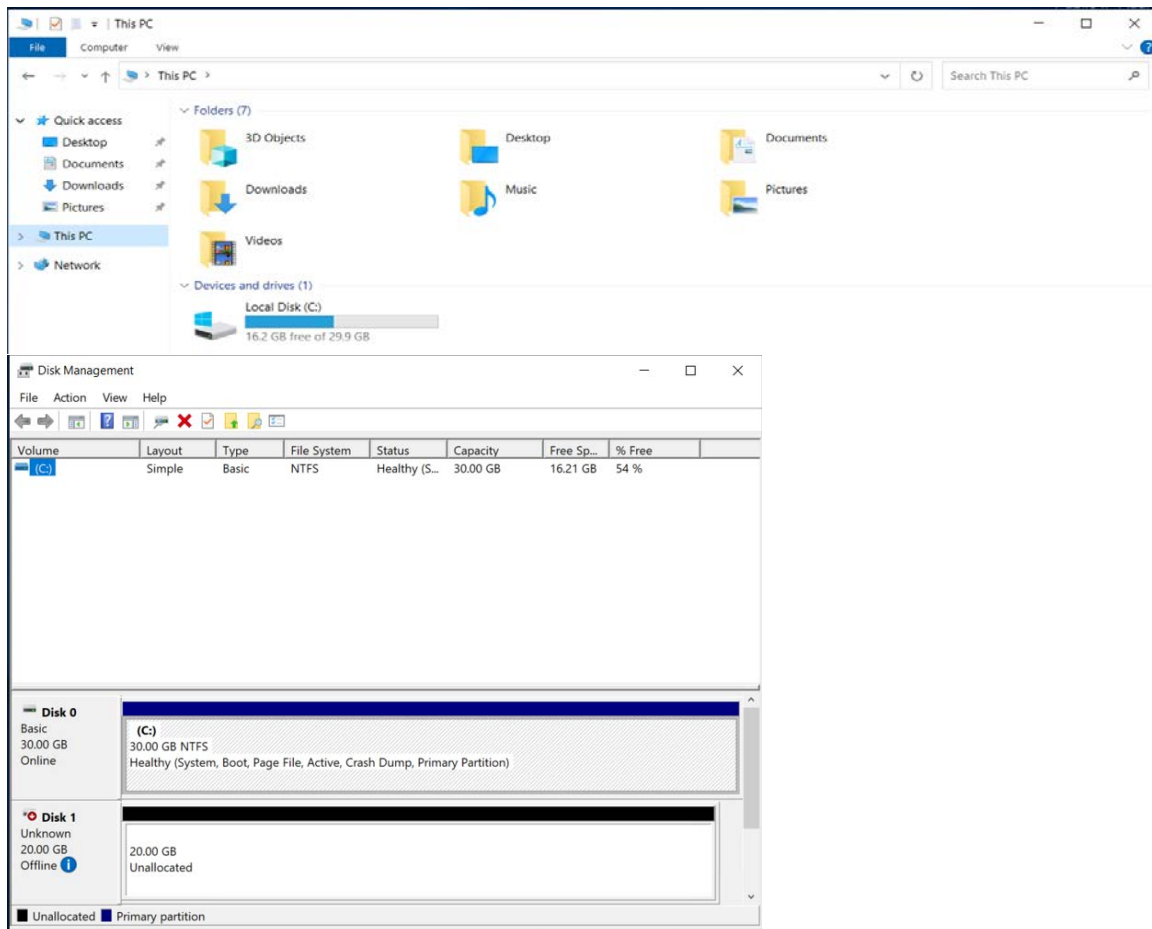 This PC
File Computer View
This PC Search This PC
Quick access
Desktop
Documents
Downloads
Pictures
This PC
Network
Folders (7)
3D Objects Desktop Documents
Downloads Music Pictures
Videos
Devices and drives (1)
Local Disk (C:)
16.2 GB free of 29.9 GB
Disk Management
File Action View Help
Volume Layout Type File System Status Capacity Free Sp... % Free
(C:) Simple Basic NTFS Healthy (S... 30.00 GB 16.21 GB 54 %
Disk 0
Basic
30.00 GB
Online
(C:)
30.00 GB NTFS
Healthy (System, Boot, Page File, Active, Crash Dump, Primary Partition)
Disk 1
Unknown
20.00 GB
Offline
20.00 GB
Unallocated
Unallocated Primary partition